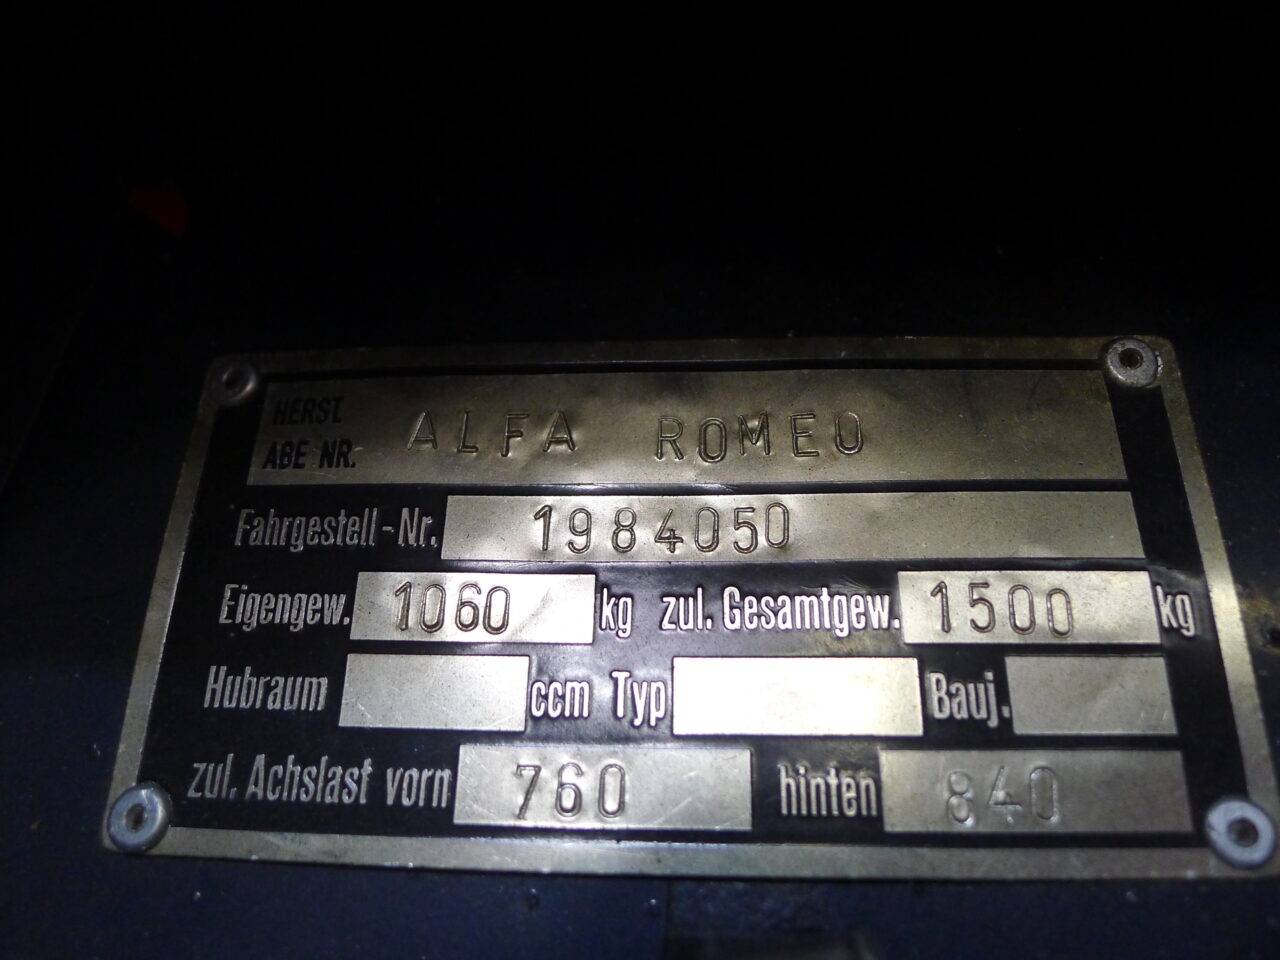 HERST. ALFA ROMEO
ABE NR.
Fahrgestell-Nr. 1984050
Eigengew. 1060 kg zul. Gesamtgew. 1500 kg
Hubraum ccm Typ Bauj.
zul. Achslast vorn 760 hinten 840